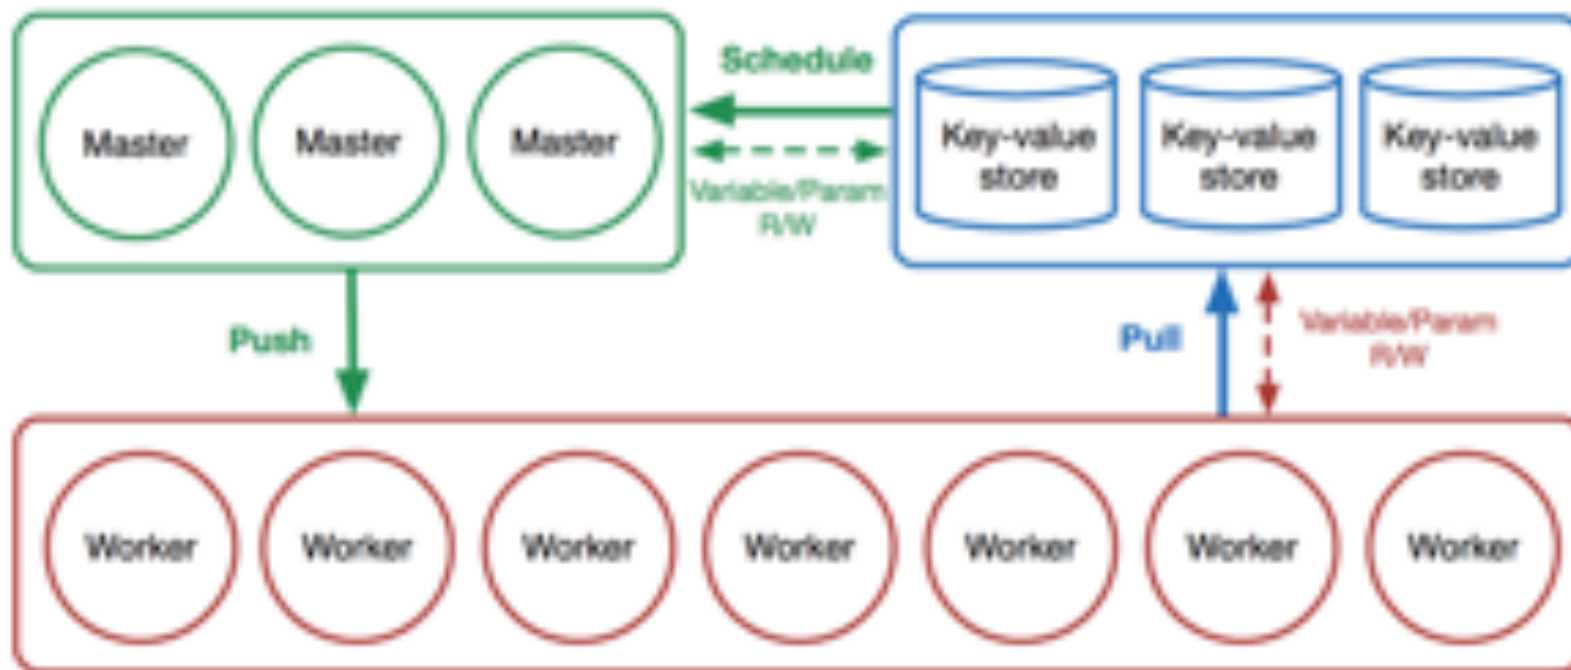 Schedule
Master
Master
Master
Key-value
store
Key-value
store
Key-value
store
Variable/Param
R/W
Push
Pull
Variable/Param
R/W
Worker
Worker
Worker
Worker
Worker
Worker
Worker